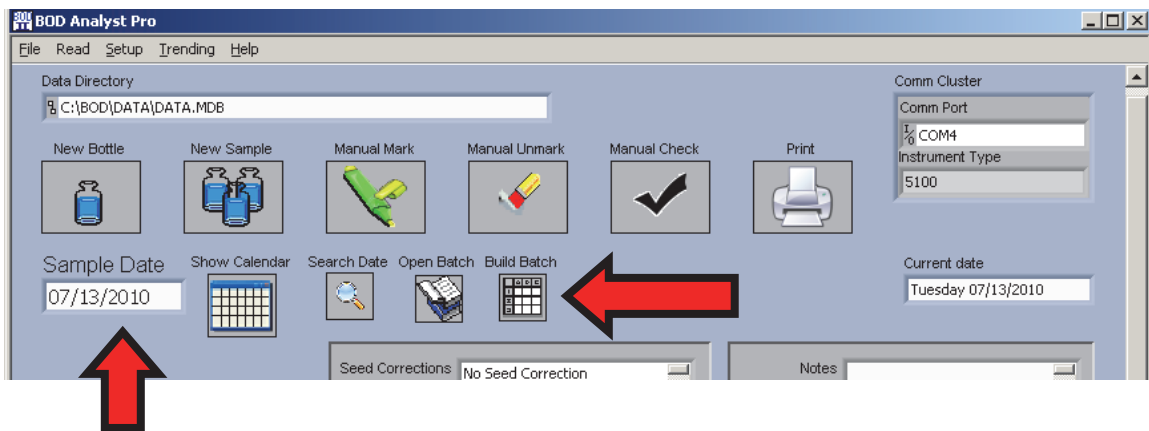 BOD Analyst Pro
File Read Setup Trending Help
Data Directory
C:\BOD\DATA\DATA.MDB
Comm Cluster
Comm Port
COM4
Instrument Type
5100
New Bottle New Sample Manual Mark Manual Unmark Manual Check Print
Sample Date
07/13/2010
Show Calendar Search Date Open Batch Build Batch
Current date
Tuesday 07/13/2010
Seed Corrections No Seed Correction
Notes